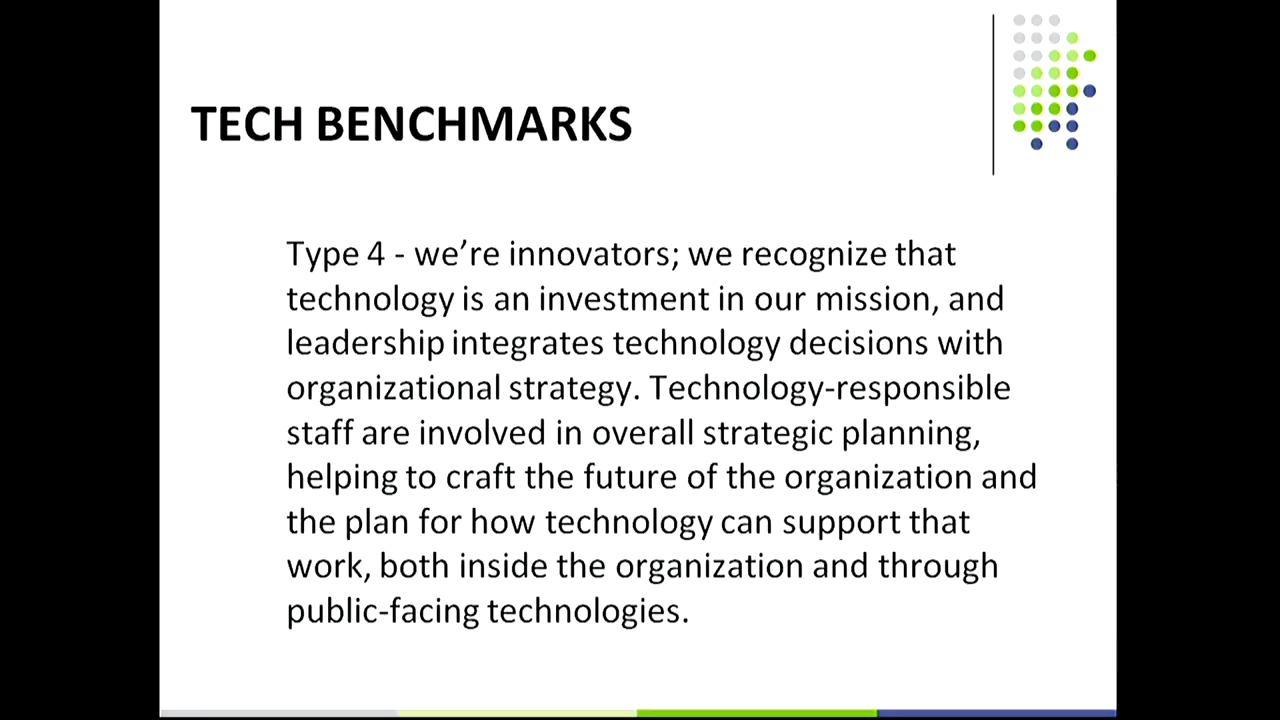 TECH BENCHMARKS
Type 4 - we’re innovators; we recognize that
technology is an investment in our mission, and
leadership integrates technology decisions with
organizational strategy. Technology-responsible
staff are involved in overall strategic planning,
helping to craft the future of the organization and
the plan for how technology can support that
work, both inside the organization and through
public-facing technologies.